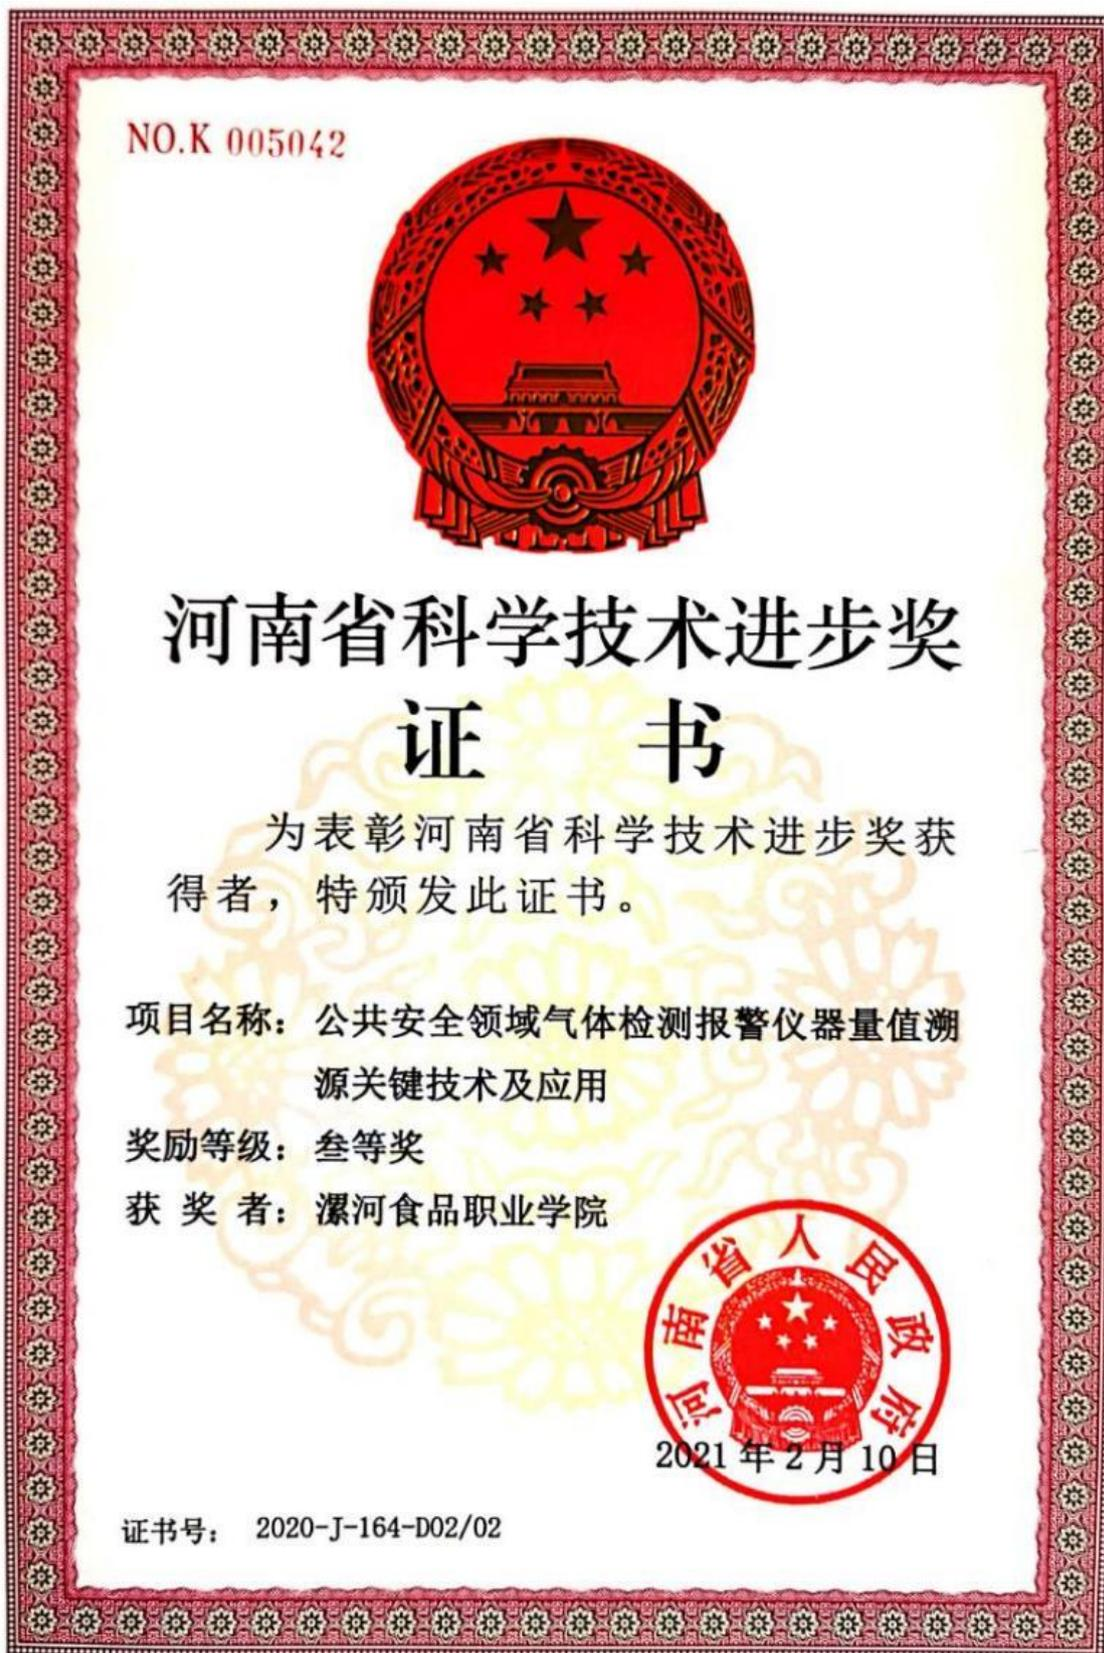 NO.K 005042
河南省科学技术进步奖
证 书
为表彰河南省科学技术进步奖获
得者，特颁发此证书。
项目名称：公共安全领域气体检测报警仪器量值溯
源关键技术及应用
奖励等级：叁等奖
获奖者：漯河食品职业学院
河南省人民政府
2021年2月10日
证书号：2020-J-164-D02/02